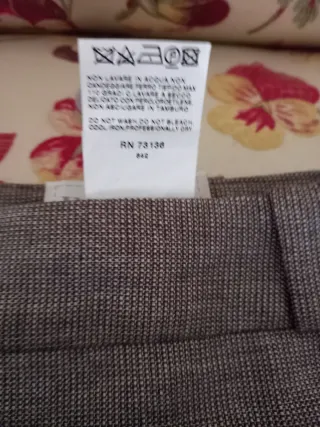 NON LAVARE IN ACQUA NON
CANDEGGIARE FERRO TIEPIDO MAX
110 GRADI C LAVARE A SECCO
DELICATO CON PERCLOROETILENE
NON ASCIUGARE IN TAMBURO
DO NOT WASH.DO NOT BLEACH
COOL IRON.PROFESSIONALLY DRY
RN 73136
842